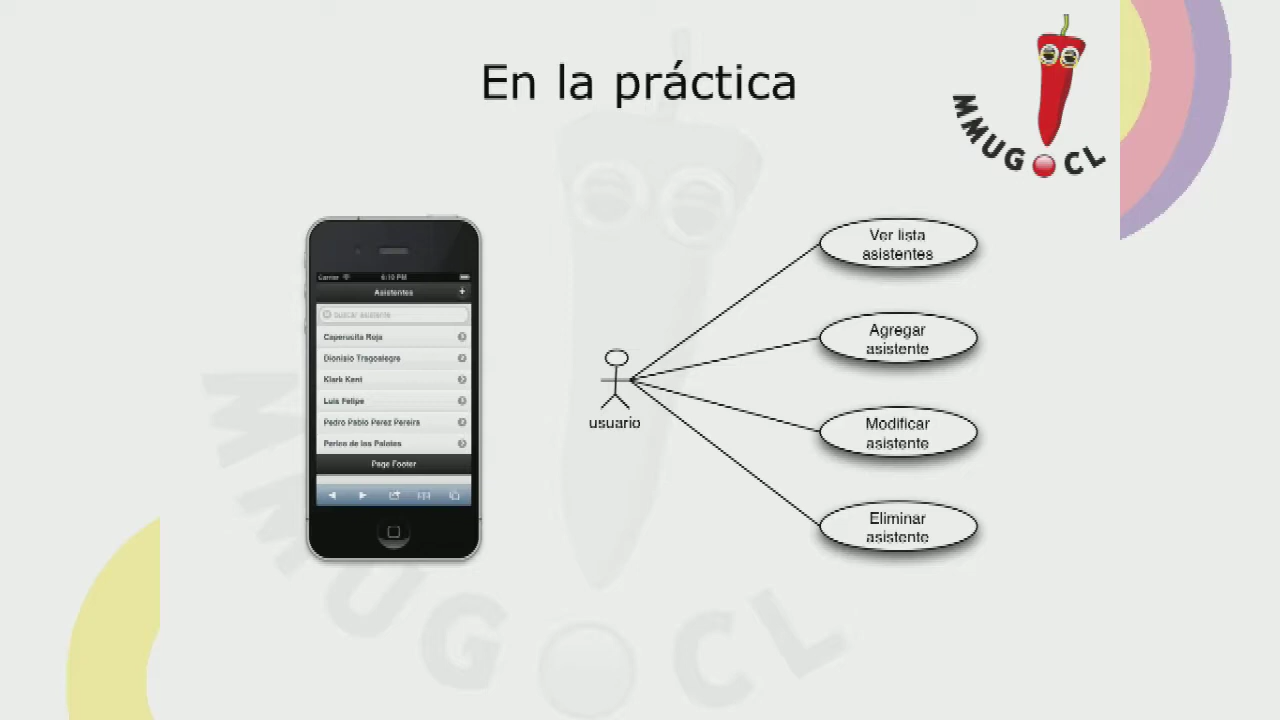 En la práctica
MMUG.CL
Carrier 6:10 PM
Asistentes +
buscar asistente
Caperucita Roja
Dionisio Tragoalegre
Klark Kent
Luis Felipe
Pedro Pablo Perez Pereira
Perico de los Palotes
Page Footer
usuario
Ver lista
asistentes
Agregar
asistente
Modificar
asistente
Eliminar
asistente
MMUG.CL